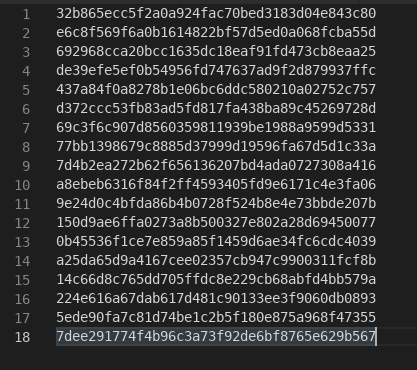 1 32b865ecc5f2a0a924fac70bed3183d04e843c80
2 e6c8f569f6a0b1614822bf57d5ed0a068fcba55d
3 692968cca20bcc1635dc18eaf91fd473cb8eaa25
4 de39efe5ef0b54956fd747637ad9f2d879937ffc
5 437a84f0a8278b1e06bc6ddc580210a02752c757
6 d372ccc53fb83ad5fd817fa438ba89c45269728d
7 69c3f6c907d8560359811939be1988a9599d5331
8 77bb1398679c8885d37999d19596fa67d5d1c33a
9 7d4b2ea272b62f656136207bd4ada0727308a416
10 a8ebeb6316f84f2ff4593405fd9e6171c4e3fa06
11 9e24d0c4bfda86b4b0728f524b8e4e73bbde207b
12 150d9ae6ffa0273a8b500327e802a28d69450077
13 0b45536f1ce7e859a85f1459d6ae34fc6cdc4039
14 a25da65d9a4167cee02357cb947c9900311fcf8b
15 14c66d8c765dd705ffdc8e229cb68abfd4bb579a
16 224e616a67dab617d481c90133ee3f9060db0893
17 5ede90fa7c81d74be1c2b5f180e875a968f47355
18 7dee291774f4b96c3a73f92de6bf8765e629b567